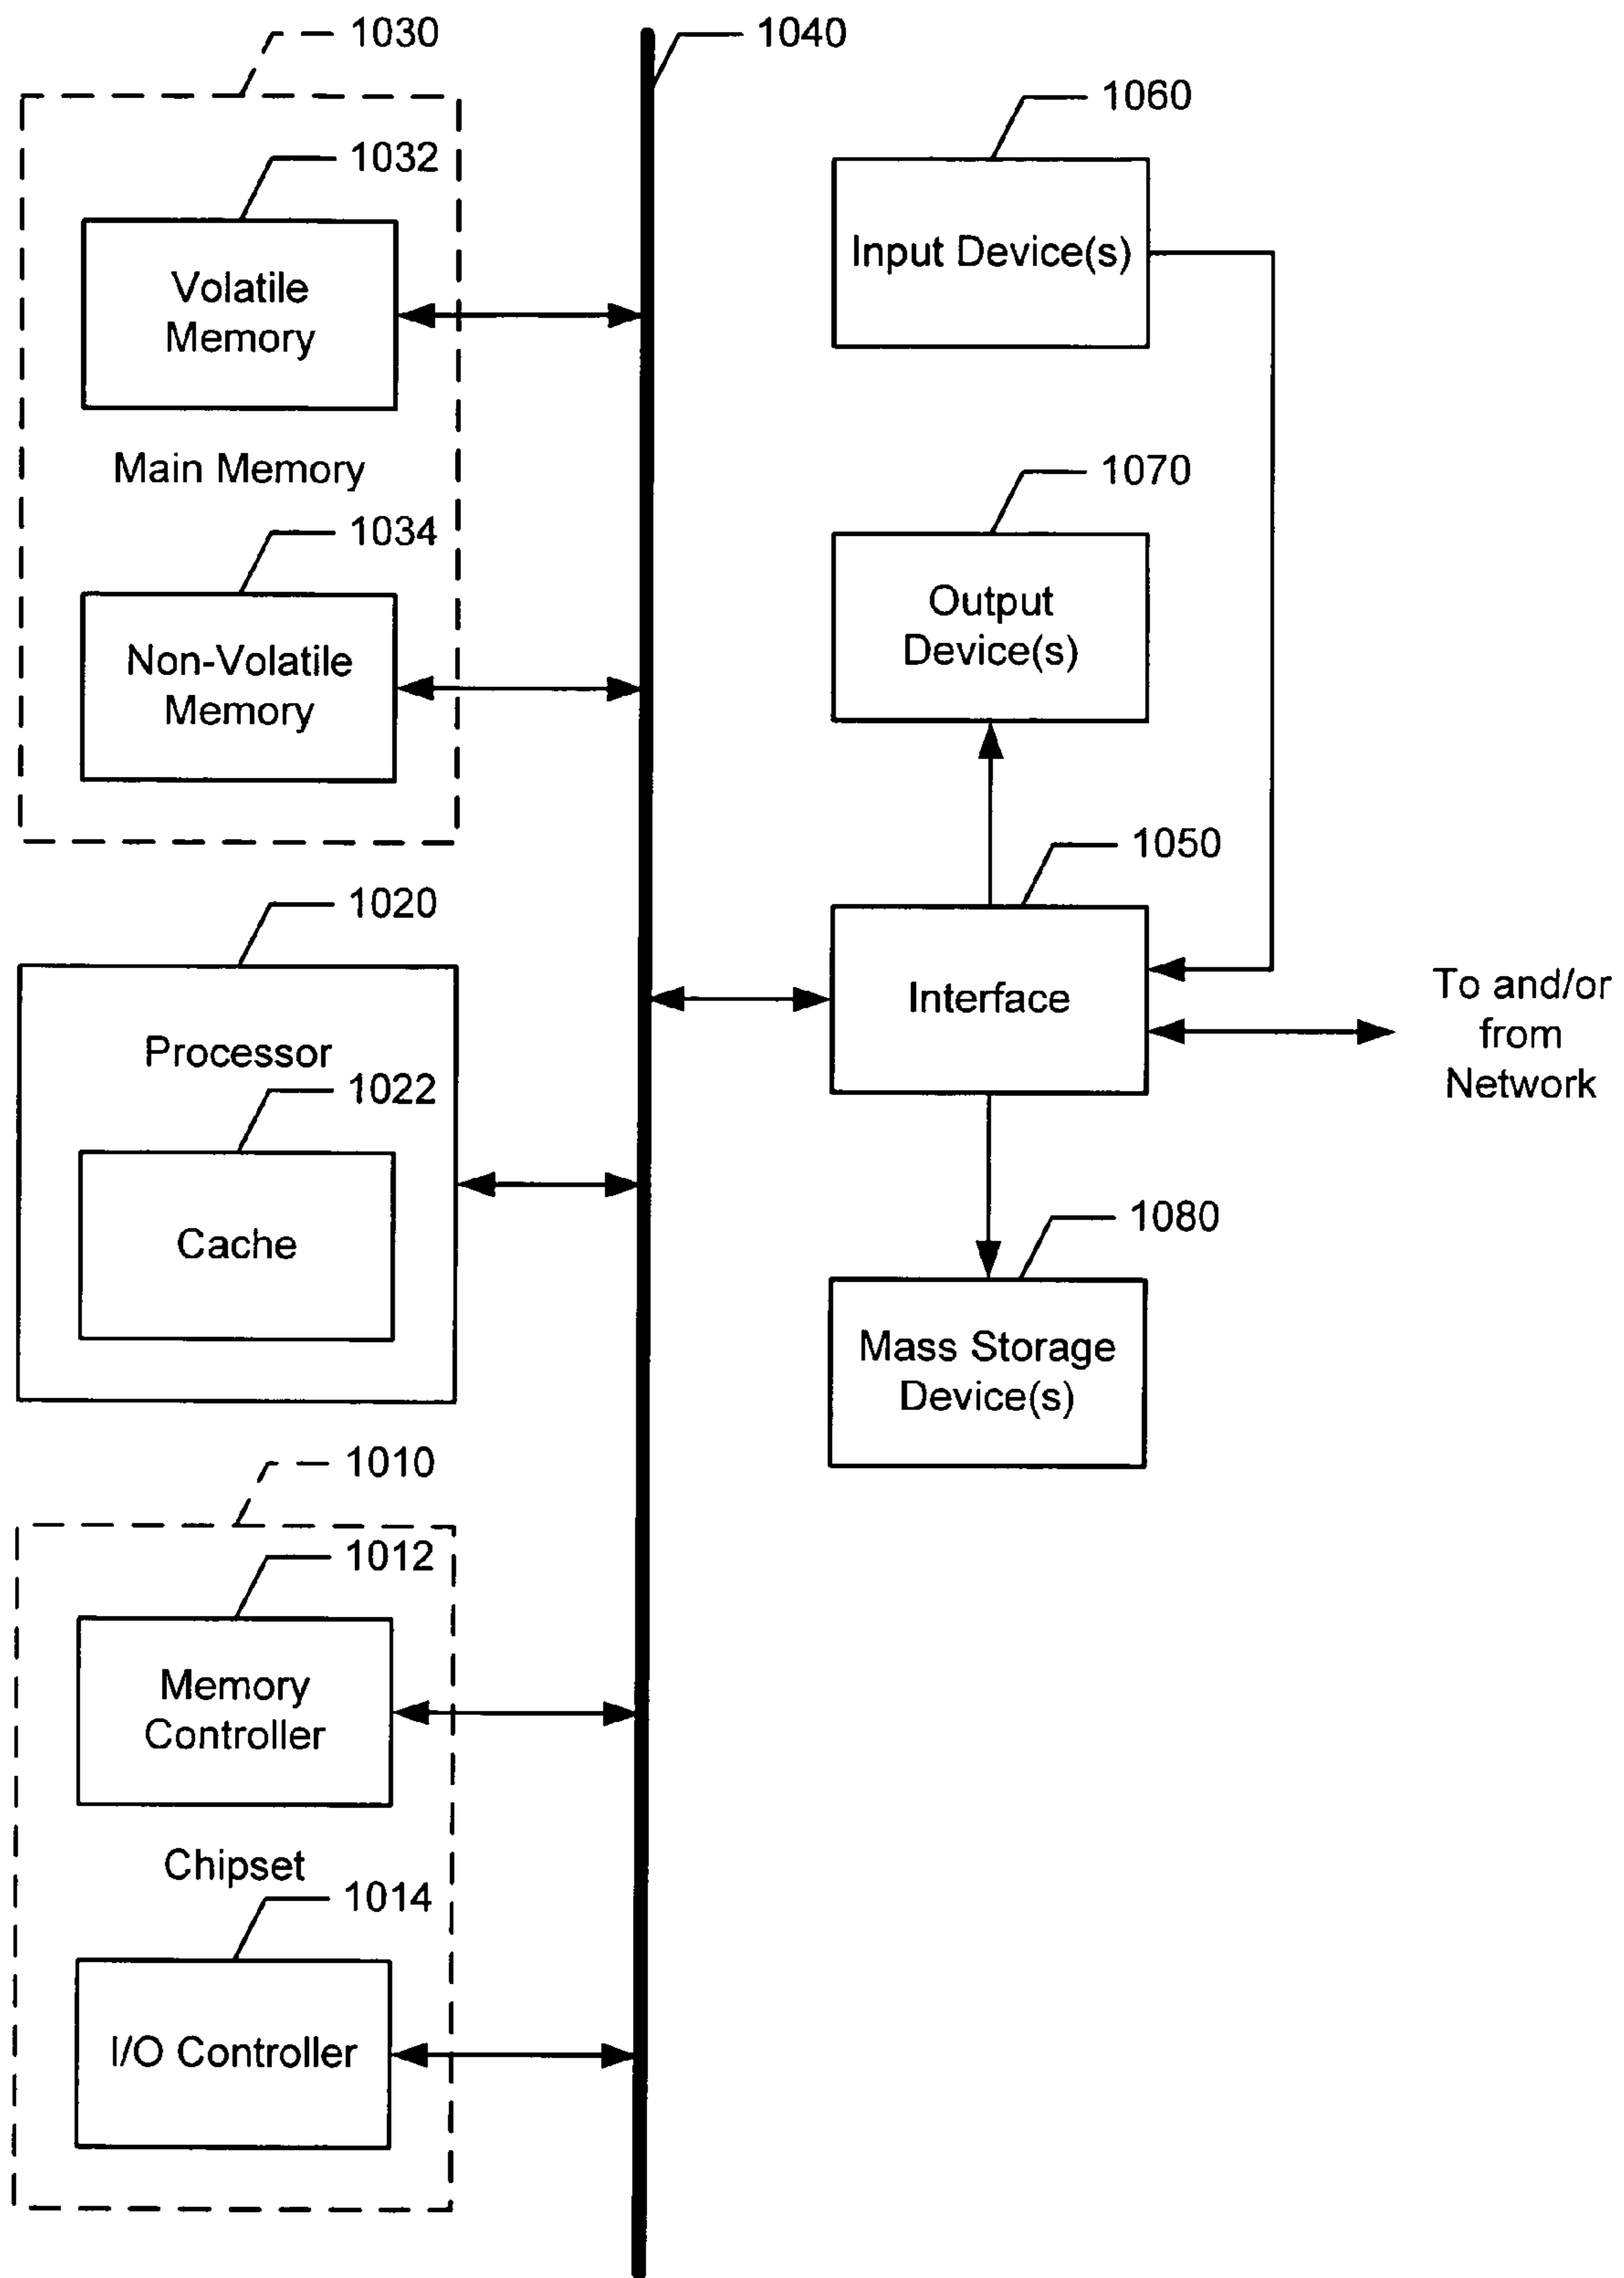 1030
1032
Volatile
Memory
Main Memory
1034
Non-Volatile
Memory
1020
Processor
1022
Cache
1010
1012
Memory
Controller
Chipset
1014
I/O Controller
1040
1060
Input Device(s)
1070
Output
Device(s)
1050
Interface
To and/or
from
Network
1080
Mass Storage
Device(s)